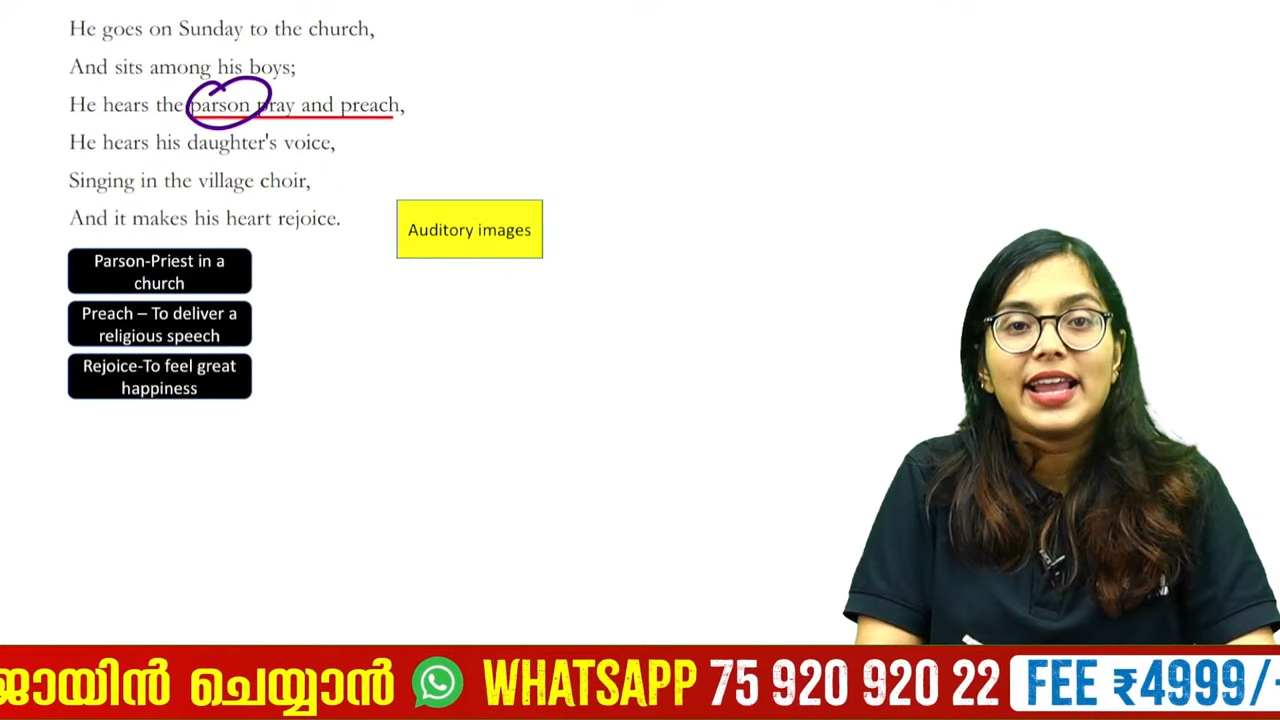 He goes on Sunday to the church,
And sits among his boys;
He hears the parson pray and preach,
He hears his daughter's voice,
Singing in the village choir,
And it makes his heart rejoice.
Auditory images
Parson-Priest in a
church
Preach – To deliver a
religious speech
Rejoice-To feel great
happiness
ജോയിൻ ചെയ്യാൻ WHATSAPP 75 920 920 22 FEE ₹4999/-